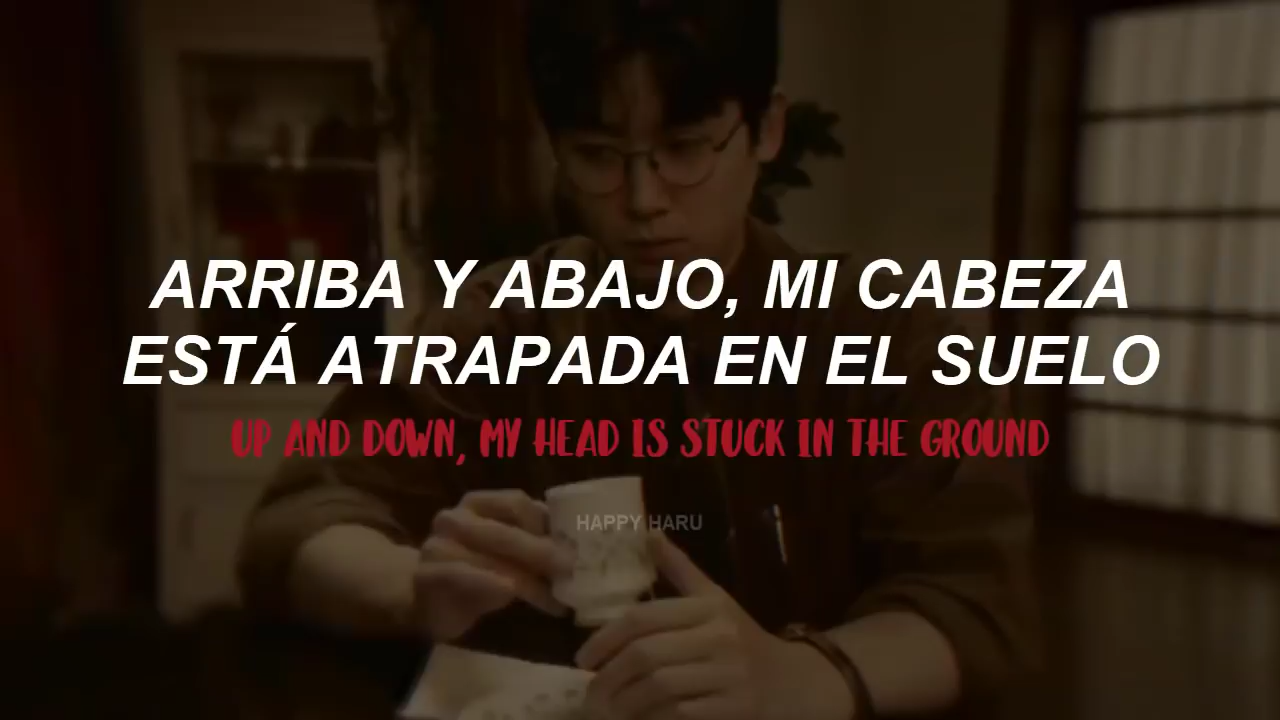 ARRIBA Y ABAJO, MI CABEZA
ESTÁ ATRAPADA EN EL SUELO
UP AND DOWN, MY HEAD IS STUCK IN THE GROUND
HAPPY HARU